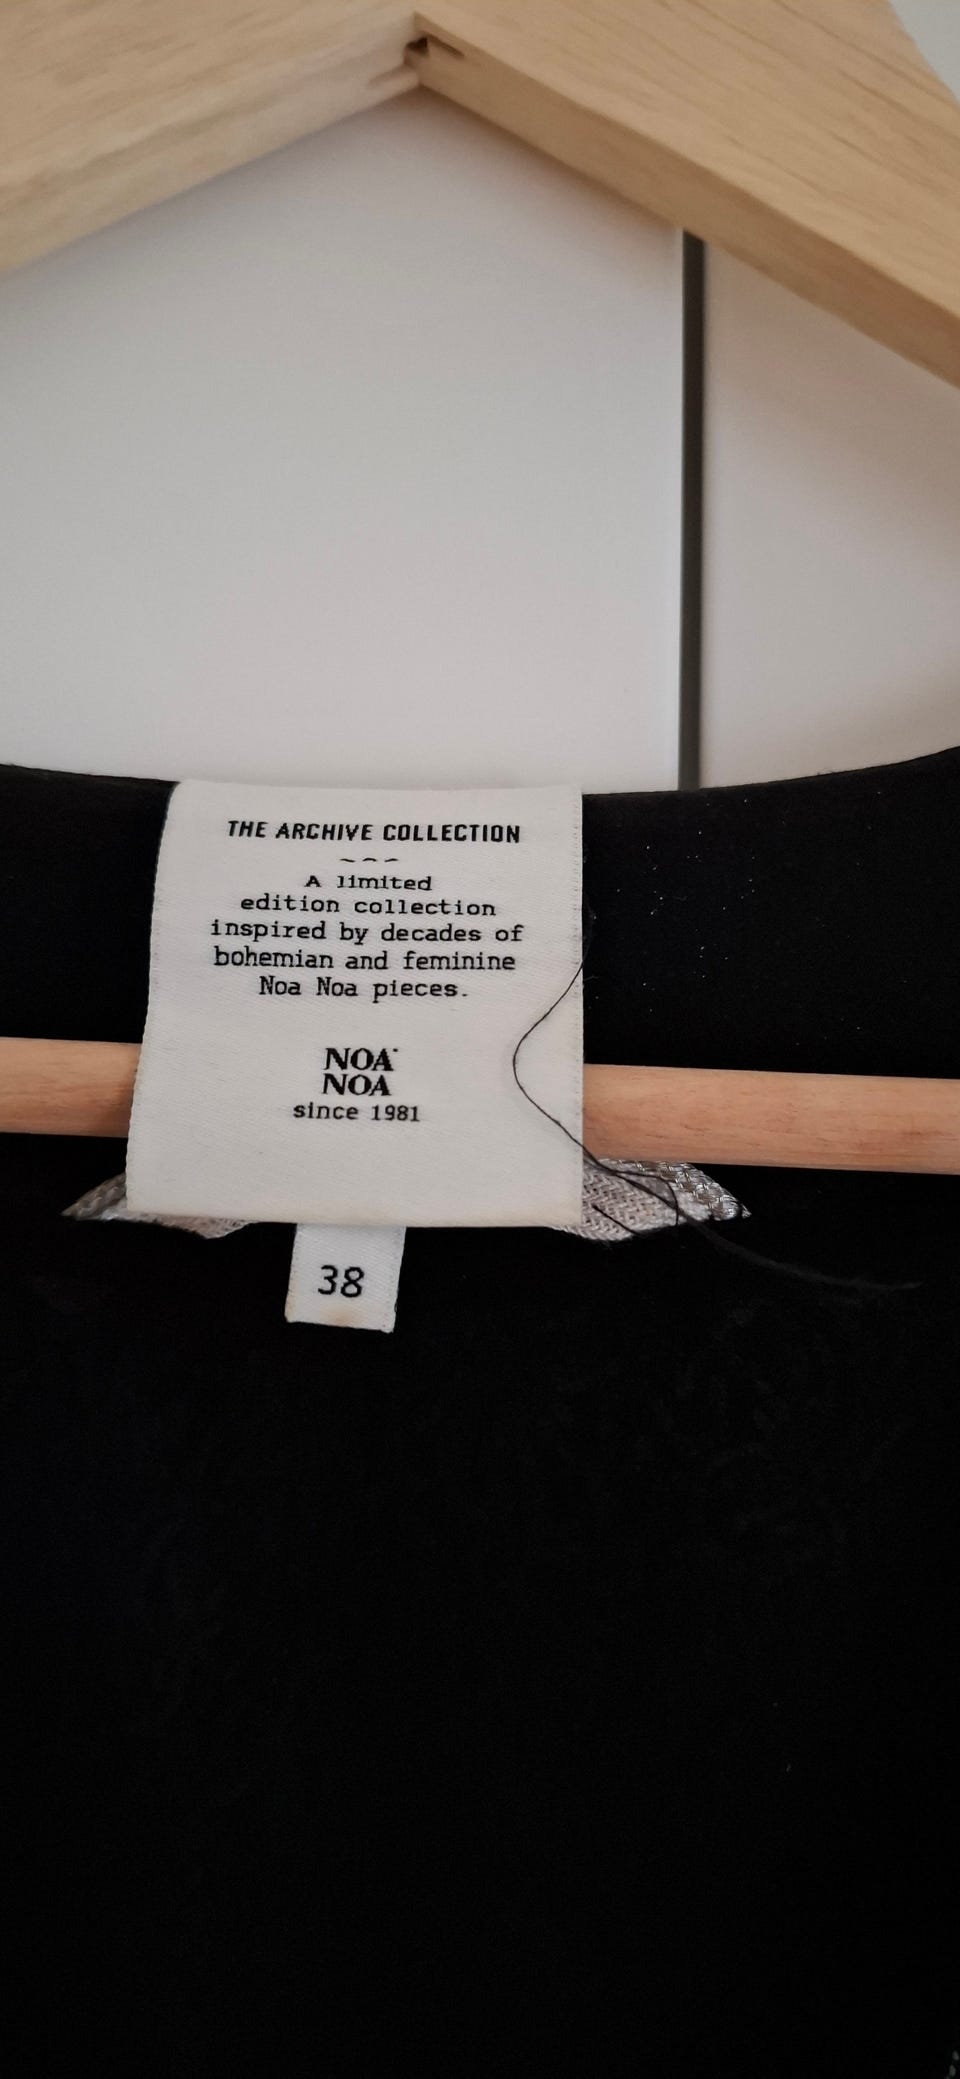 THE ARCHIVE COLLECTION
A limited
edition collection
inspired by decades of
bohemian and feminine
Noa Noa pieces.
NOA
NOA
since 1981
38